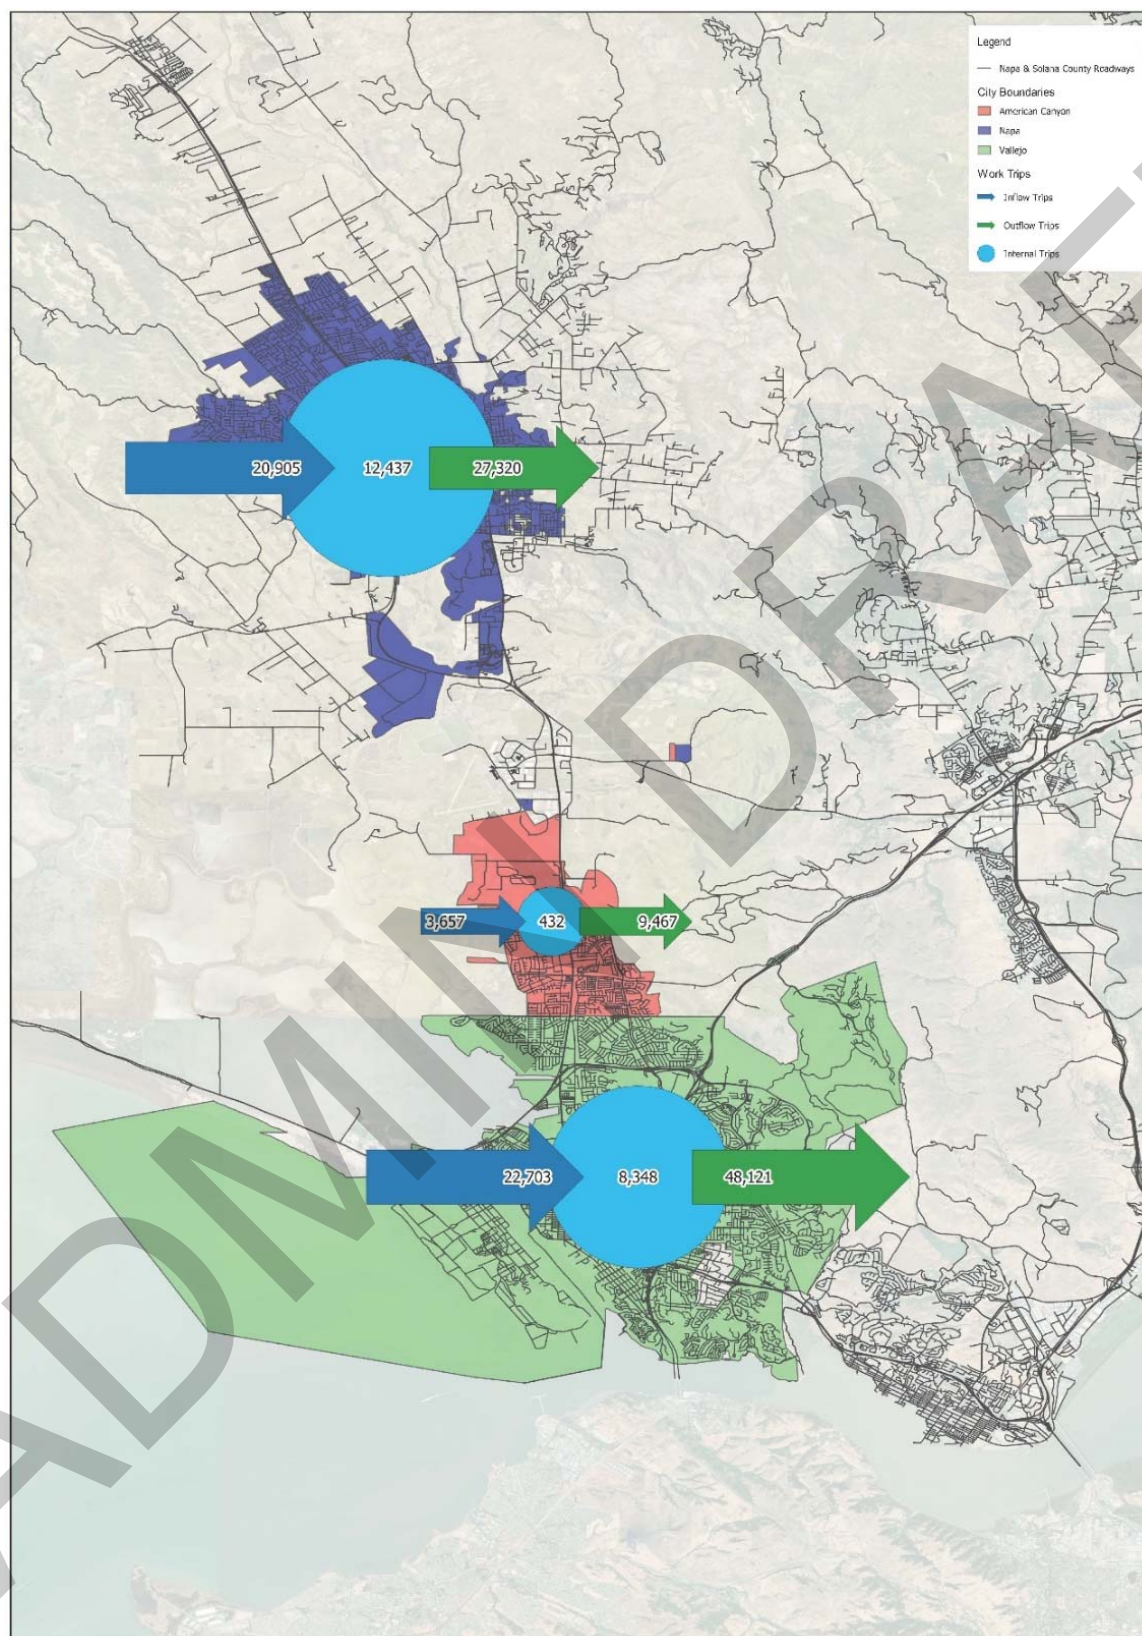 Legend
Napa & Solana County Roadways
City Boundaries
American Canyon
Napa
Vallejo
Work Trips
Inflow Trips
Outflow Trips
Internal Trips
20,905 12,437 27,320
3,657 432 9,467
22,703 8,348 48,121
ADMIN DRAFT